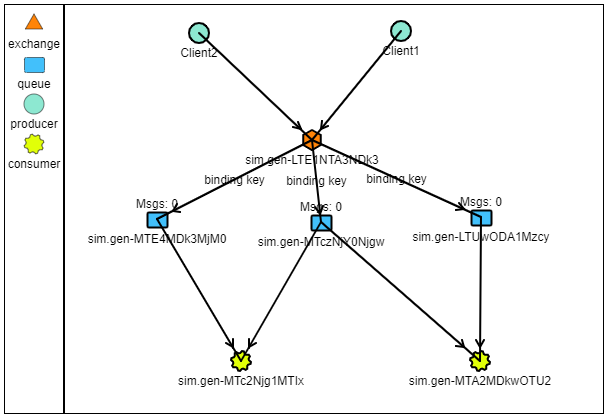 exchange
queue
producer
consumer
Client2
Client1
sim.gen-LTE1NTA3NDk3
binding key
binding key
binding key
Msgs: 0
Msgs: 0
Msgs: 0
sim.gen-MTE4MDk3MjM0
sim.gen-MTczNjY0Njgw
sim.gen-LTUwODA1Mzcy
sim.gen-MTc2Njg1MTIx
sim.gen-MTA2MDkwOTU2